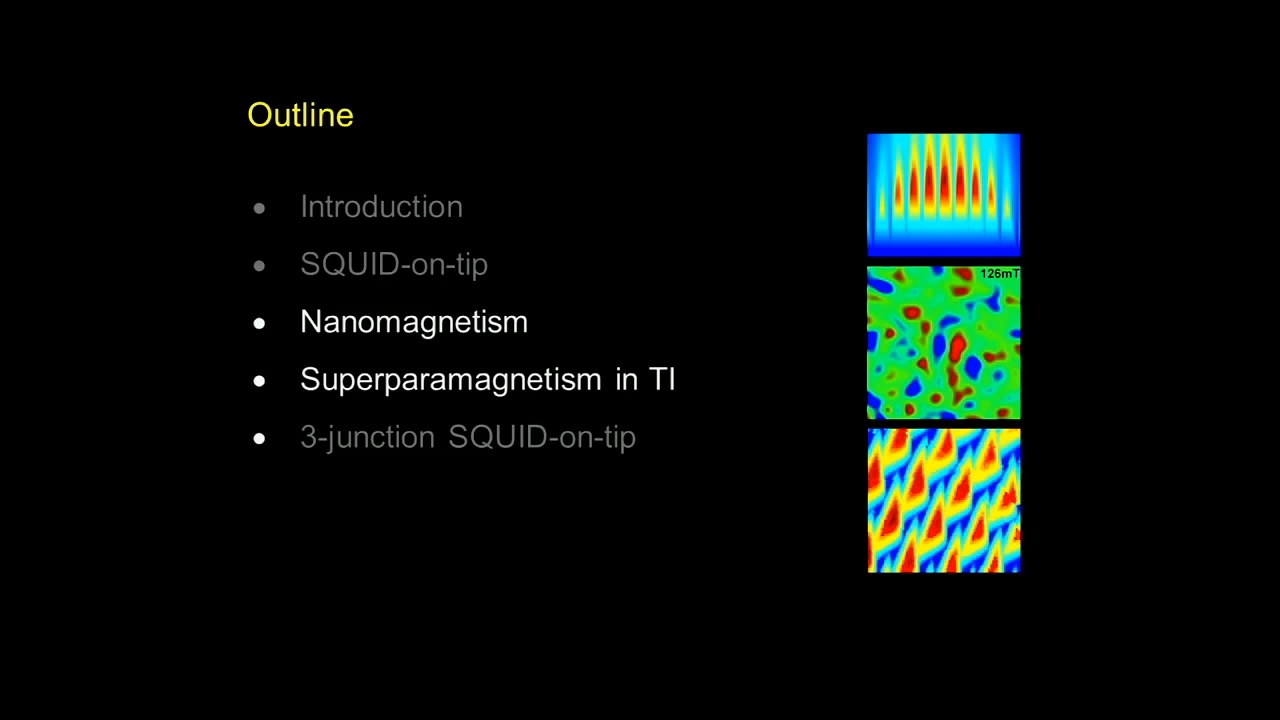 Outline
• Introduction
• SQUID-on-tip
• Nanomagnetism
• Superparamagnetism in TI
• 3-junction SQUID-on-tip
126mT